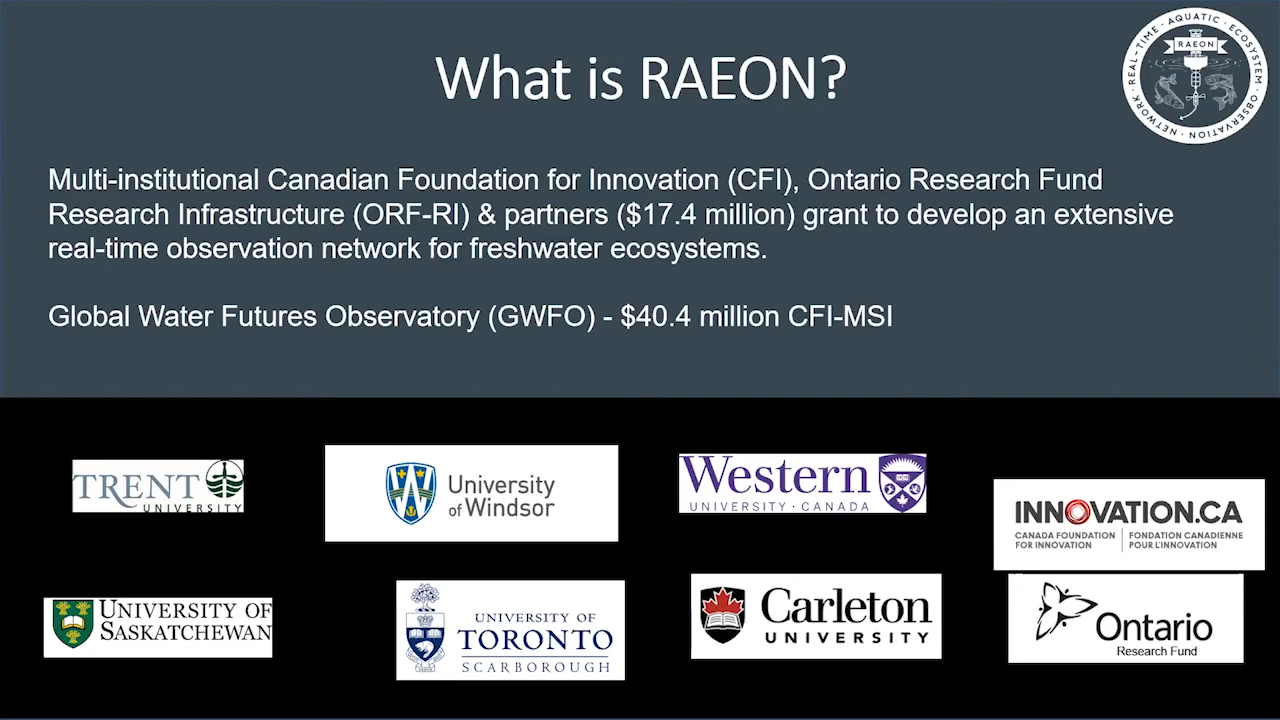 What is RAEON?
REAL-TIME · AQUATIC · ECOSYSTEM · OBSERVATION · NETWORK ·
RAEON
Multi-institutional Canadian Foundation for Innovation (CFI), Ontario Research Fund
Research Infrastructure (ORF-RI) & partners ($17.4 million) grant to develop an extensive
real-time observation network for freshwater ecosystems.
Global Water Futures Observatory (GWFO) - $40.4 million CFI-MSI
TRENT
UNIVERSITY
University
of Windsor
Western
UNIVERSITY · CANADA
INNOVATION.CA
CANADA FOUNDATION
FOR INNOVATION
FONDATION CANADIENNE
POUR L'INNOVATION
UNIVERSITY OF
SASKATCHEWAN
UNIVERSITY OF
TORONTO
SCARBOROUGH
Carleton
UNIVERSITY
Ontario
Research Fund